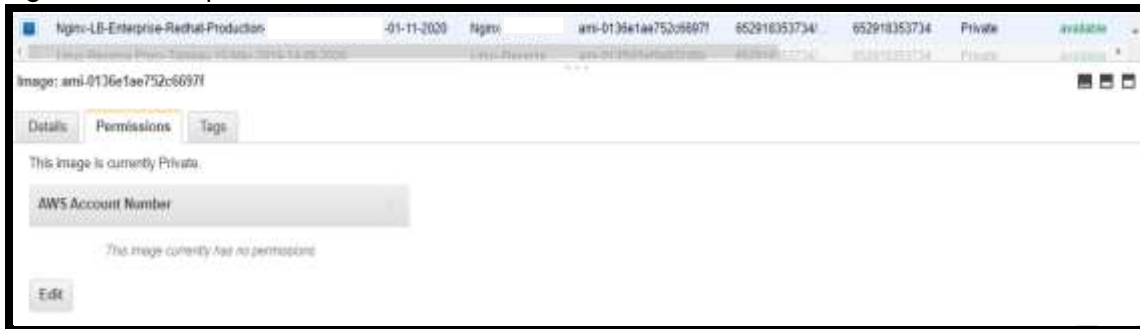 Nginx-LB-Enterprise-Redhat-Production- -01-11-2020 Nginx ami-0136e1ae752c6697f 652918353734/ 652918353734 Private available
Image: ami-0136e1ae752c6697f
Details Permissions Tags
This image is currently Private.
AWS Account Number
This image currently has no permissions
Edit